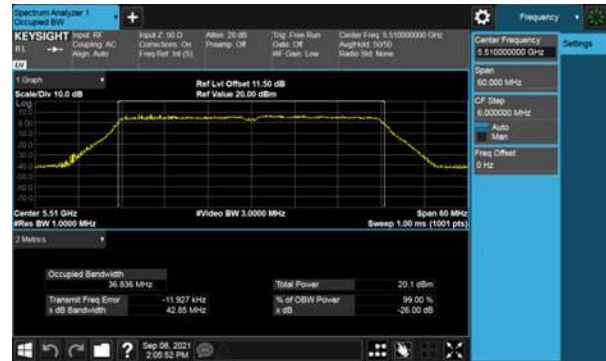 Spectrum Analyzer 1
Occupied BW
Frequency
KEYSIGHT
Input: RF
Coupling: AC
Align: Auto
Input Z: 50 Ω
Corrections: On
Freq Ref: Int (S)
Atten: 20 dB
Preamp: Off
Trig: Free Run
Gate: Off
#IF Gain: Low
Center Freq: 5.510000000 GHz
Avg|Hold: 50/50
Radio Std: None
Center Frequency
5.510000000 GHz
Settings
Span
60.000 MHz
CF Step
6.000000 MHz
Auto
Man
Freq Offset
0 Hz
1 Graph
Scale/Div 10.0 dB
Ref Lvl Offset 11.50 dB
Ref Value 20.00 dBm
Log
10.0
0.00
Center 5.51 GHz
#Res BW 1.0000 MHz
#Video BW 3.0000 MHz
Span 60 MHz
Sweep 1.00 ms (1001 pts)
2 Metrics
Occupied Bandwidth
36.836 MHz
Total Power
20.1 dBm
Transmit Freq Error
-11.927 kHz
% of OBW Power
99.00 %
x dB Bandwidth
42.85 MHz
x dB
-26.00 dB
Sep 08, 2021
2:05:52 PM